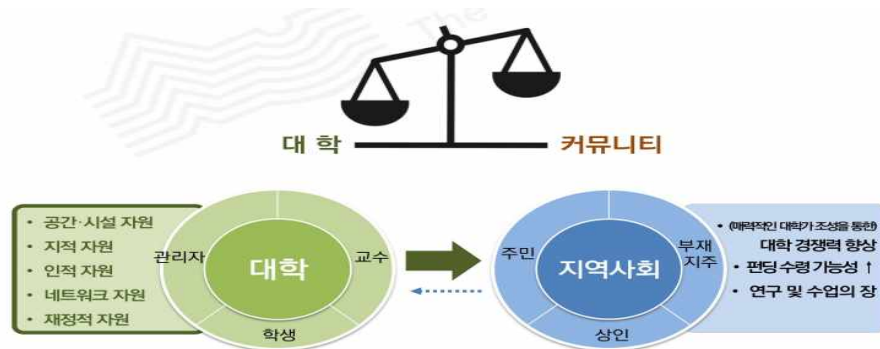 The
대 학
커뮤니티
• 공간·시설 자원
• 지적 자원
• 인적 자원
• 네트워크 자원
• 재정적 자원
관리자
대학
교수
학생
주민
지역사회
부재
지주
상인
• (매력적인 대학가 조성을 통한)
대학 경쟁력 향상
• 펀딩 수령 가능성 ↑
• 연구 및 수업의 장